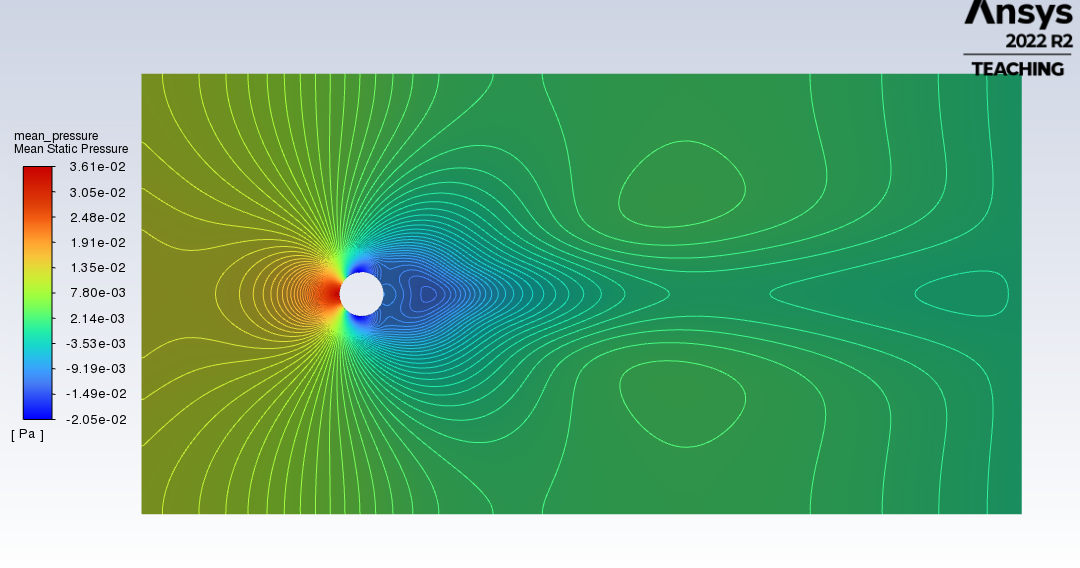 Ansys
2022 R2
TEACHING
mean_pressure
Mean Static Pressure
3.61e-02
3.05e-02
2.48e-02
1.91e-02
1.35e-02
7.80e-03
2.14e-03
-3.53e-03
-9.19e-03
-1.49e-02
-2.05e-02
[ Pa ]